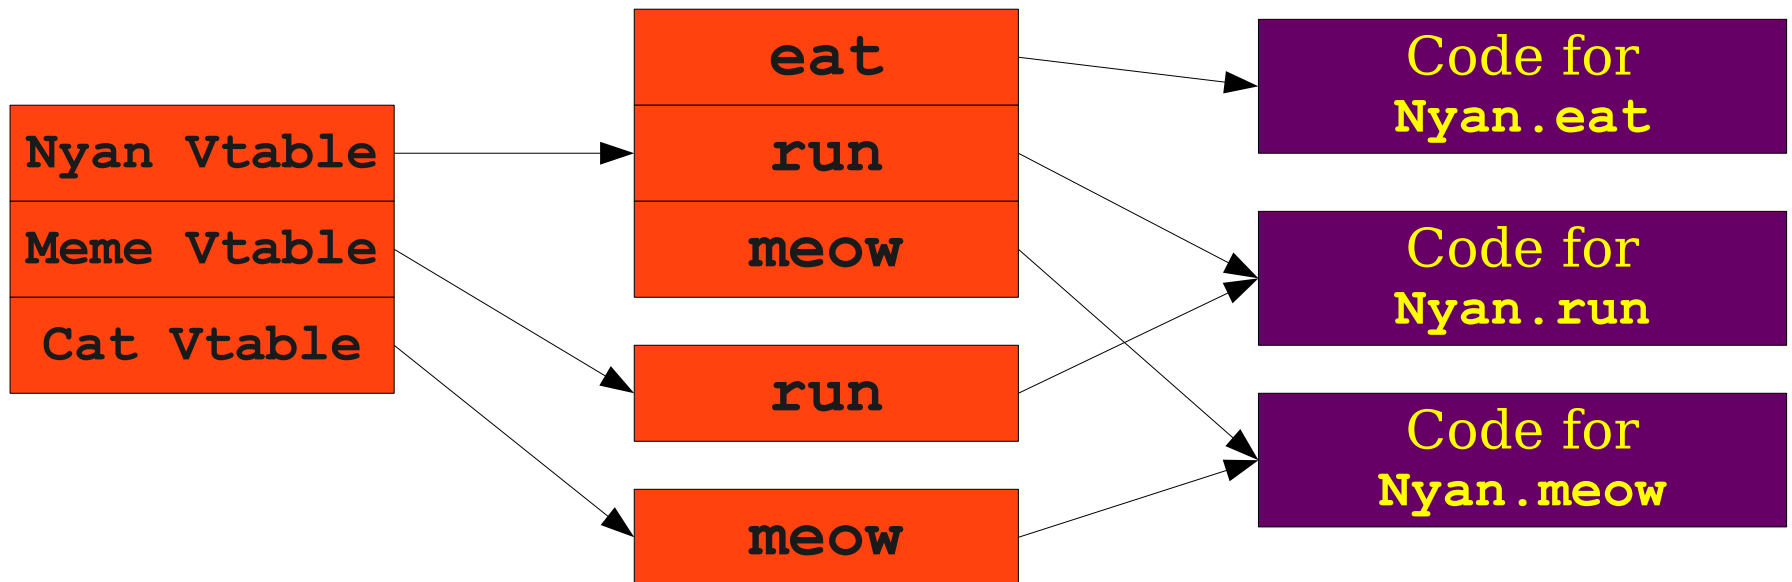 Nyan Vtable
Meme Vtable
Cat Vtable
eat
run
meow
run
meow
Code for
Nyan.eat
Code for
Nyan.run
Code for
Nyan.meow